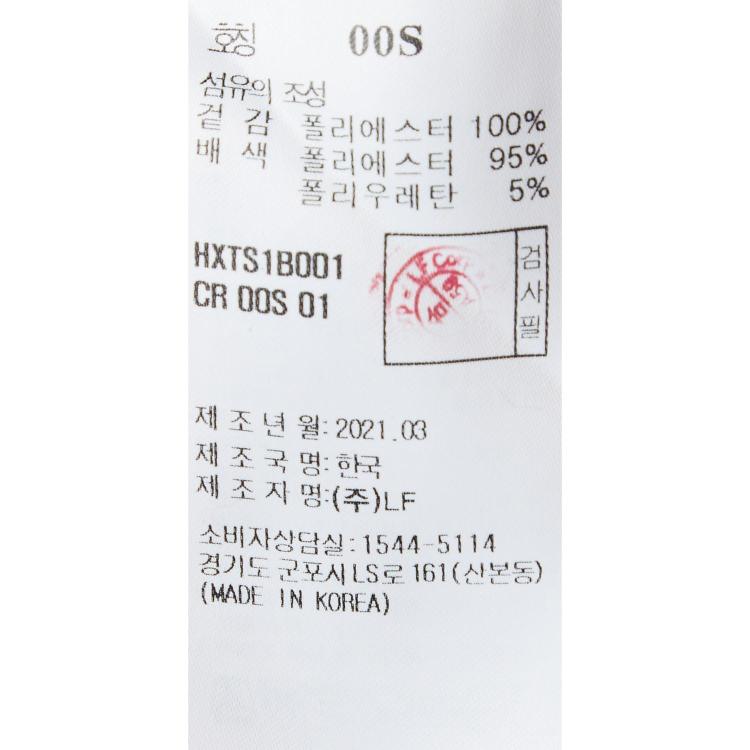 호칭 00S
섬유의 조성
겉 감 폴리에스터 100%
배 색 폴리에스터 95%
폴리우레탄 5%
HXTS1B001
CR 00S 01
검사필
제 조 년 월: 2021.03
제 조 국 명: 한국
제 조 자 명: (주)LF
소비자상담실: 1544-5114
경기도 군포시 LS로 161(산본동)
(MADE IN KOREA)